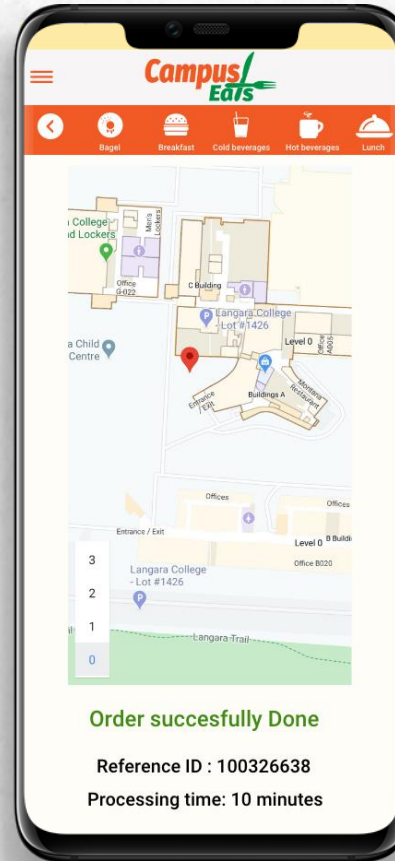 Campus
Eats
Bagel
Breakfast
Cold beverages
Hot beverages
Lunch
College
d Lockers
Men's
Lockers
Office
G-022
C Building
Langara College
- Lot #1426
P
a Child
Centre
Level 0
Office
A005
Buildings A
Montana
Restaurant
Entrance
/ Exit
Offices
Offices
Entrance / Exit
Level 0
B Buildi
Office B020
3
2
1
0
Langara College
- Lot #1426
P
Langara Trail
Order succesfully Done
Reference ID : 100326638
Processing time: 10 minutes